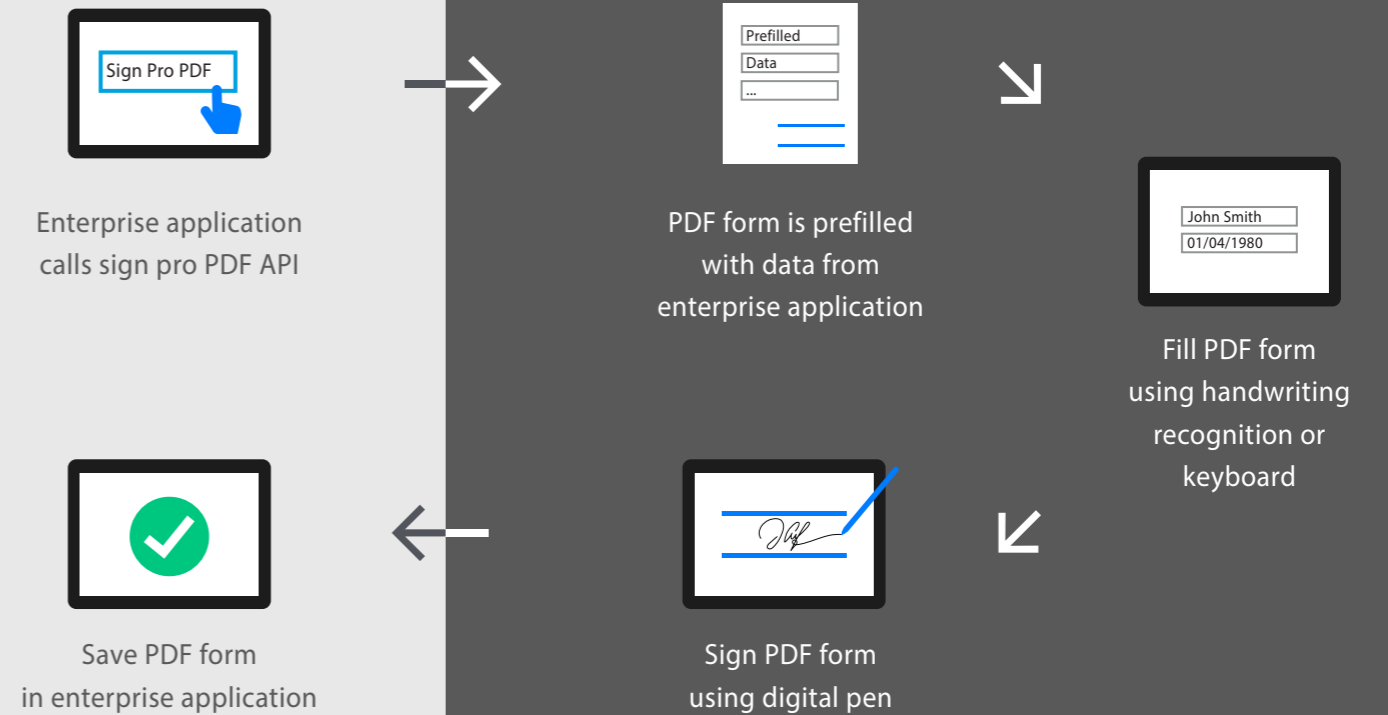 Sign Pro PDF
Enterprise application
calls sign pro PDF API
Prefilled
Data
...
PDF form is prefilled
with data from
enterprise application
John Smith
01/04/1980
Fill PDF form
using handwriting
recognition or
keyboard
Sign PDF form
using digital pen
Save PDF form
in enterprise application